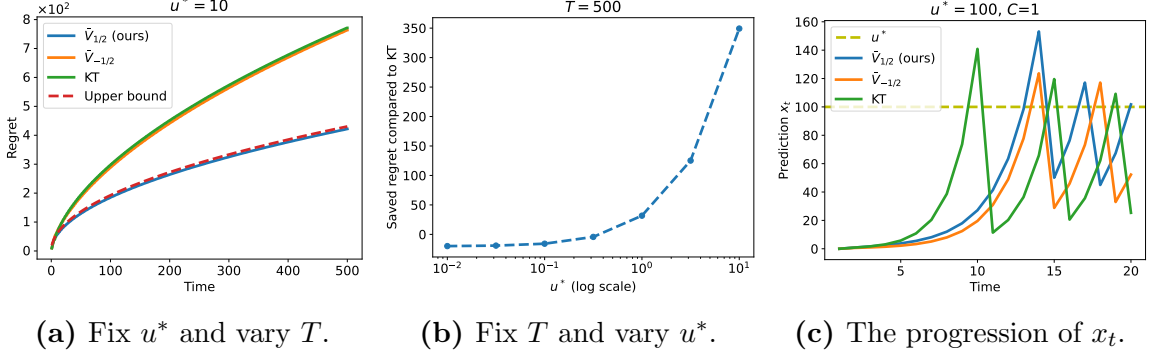 ×10²
u* = 10
Regret
8
7
6
5
4
3
2
1
0
V̄₁/₂ (ours)
V̄₋₁/₂
KT
Upper bound
0 100 200 300 400 500
Time
T = 500
Saved regret compared to KT
350
300
250
200
150
100
50
0
10⁻² 10⁻¹ 10⁰ 10¹
u* (log scale)
u* = 100, C=1
Prediction xₜ
160
140
120
100
80
60
40
20
0
u*
V̄₁/₂ (ours)
V̄₋₁/₂
KT
5 10 15 20
Time
(a) Fix u* and vary T.
(b) Fix T and vary u*.
(c) The progression of xₜ.